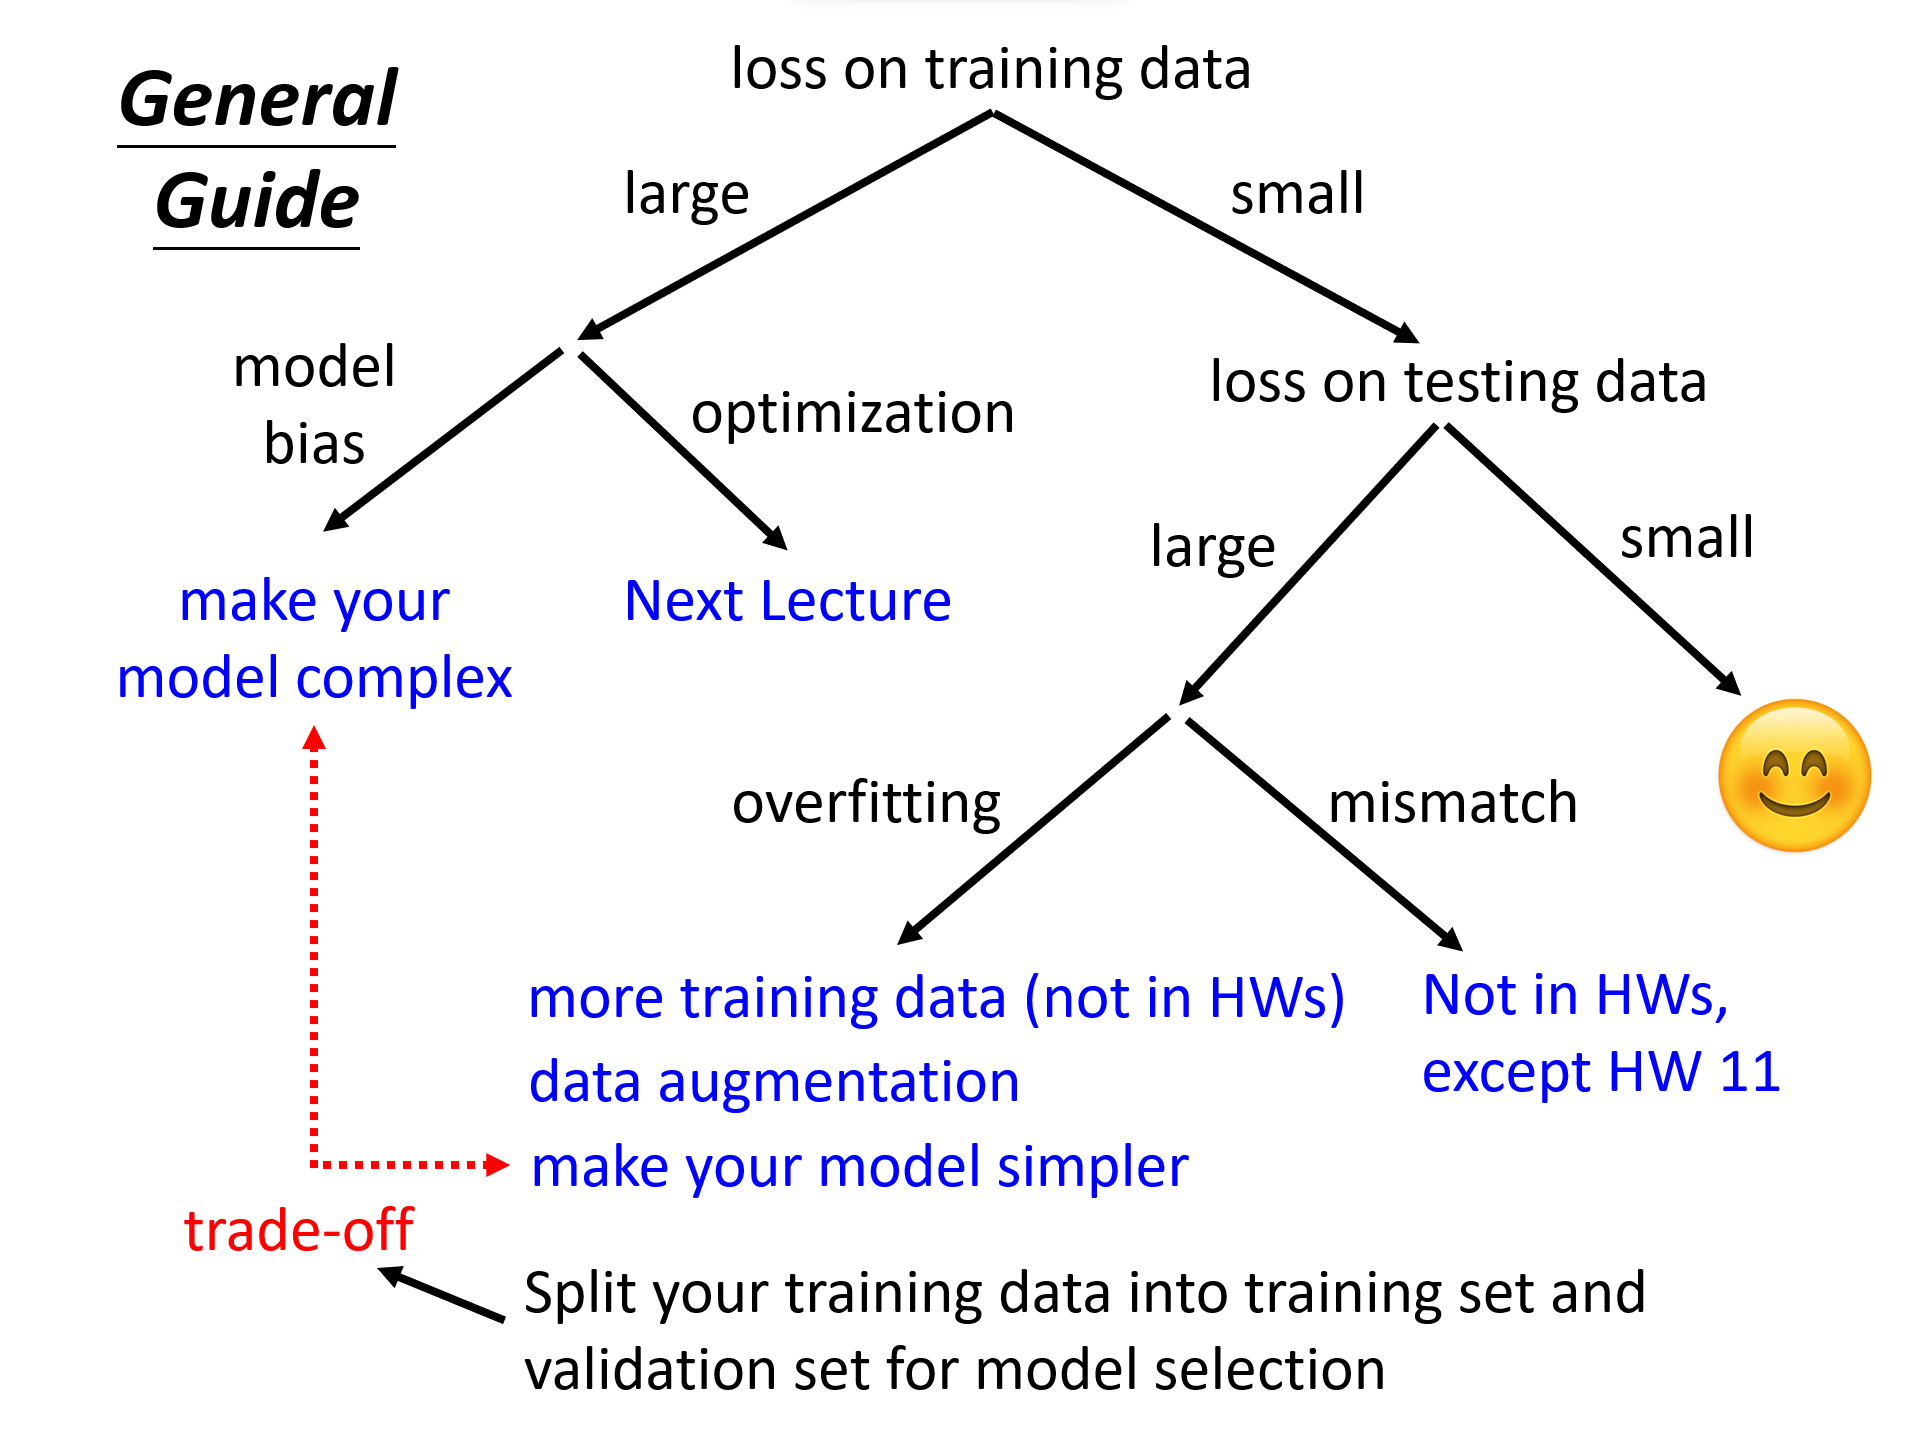 General
Guide
loss on training data
large
small
model
bias
optimization
loss on testing data
make your
model complex
Next Lecture
large
small
overfitting
mismatch
more training data (not in HWs)
data augmentation
make your model simpler
Not in HWs,
except HW 11
trade-off
Split your training data into training set and
validation set for model selection